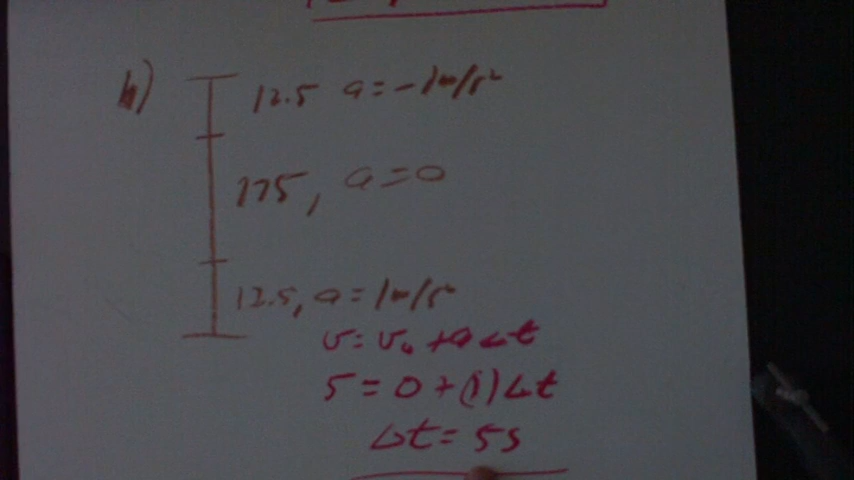 b)
12.5 a=-1m/s²
175, a=0
12.5, a=1m/s²
v=v₀+aΔt
5=0+(1)Δt
Δt=5s